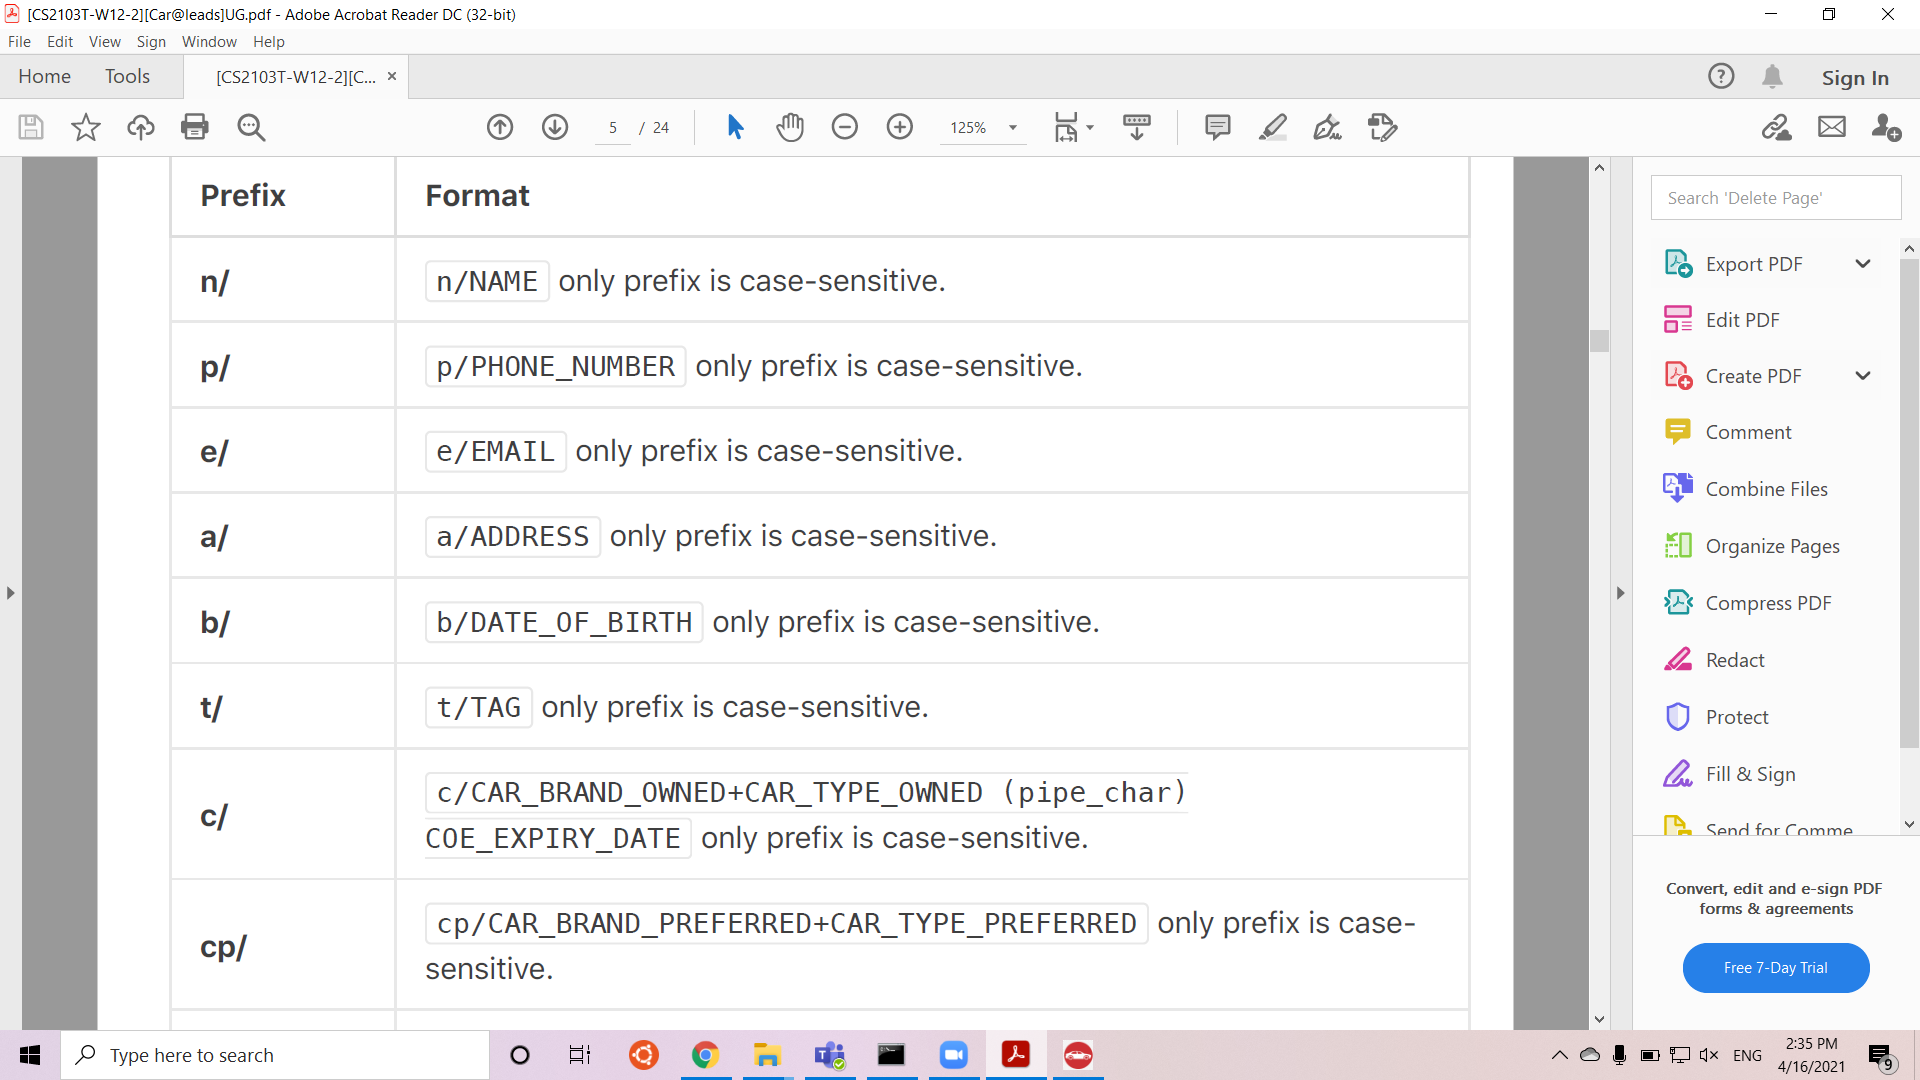 [CS2103T-W12-2][Car@leads]UG.pdf - Adobe Acrobat Reader DC (32-bit)
File Edit View Sign Window Help
Home Tools [CS2103T-W12-2][C... × Sign In
5 / 24 125%
Prefix Format
n/ n/NAME only prefix is case-sensitive.
p/ p/PHONE_NUMBER only prefix is case-sensitive.
e/ e/EMAIL only prefix is case-sensitive.
a/ a/ADDRESS only prefix is case-sensitive.
b/ b/DATE_OF_BIRTH only prefix is case-sensitive.
t/ t/TAG only prefix is case-sensitive.
c/ c/CAR_BRAND_OWNED+CAR_TYPE_OWNED (pipe_char)
COE_EXPIRY_DATE only prefix is case-sensitive.
cp/ cp/CAR_BRAND_PREFERRED+CAR_TYPE_PREFERRED only prefix is case-
sensitive.
Search 'Delete Page'
Export PDF
Edit PDF
Create PDF
Comment
Combine Files
Organize Pages
Compress PDF
Redact
Protect
Fill & Sign
Send for Comme
Convert, edit and e-sign PDF
forms & agreements
Free 7-Day Trial
Type here to search
ENG
2:35 PM
4/16/2021
9